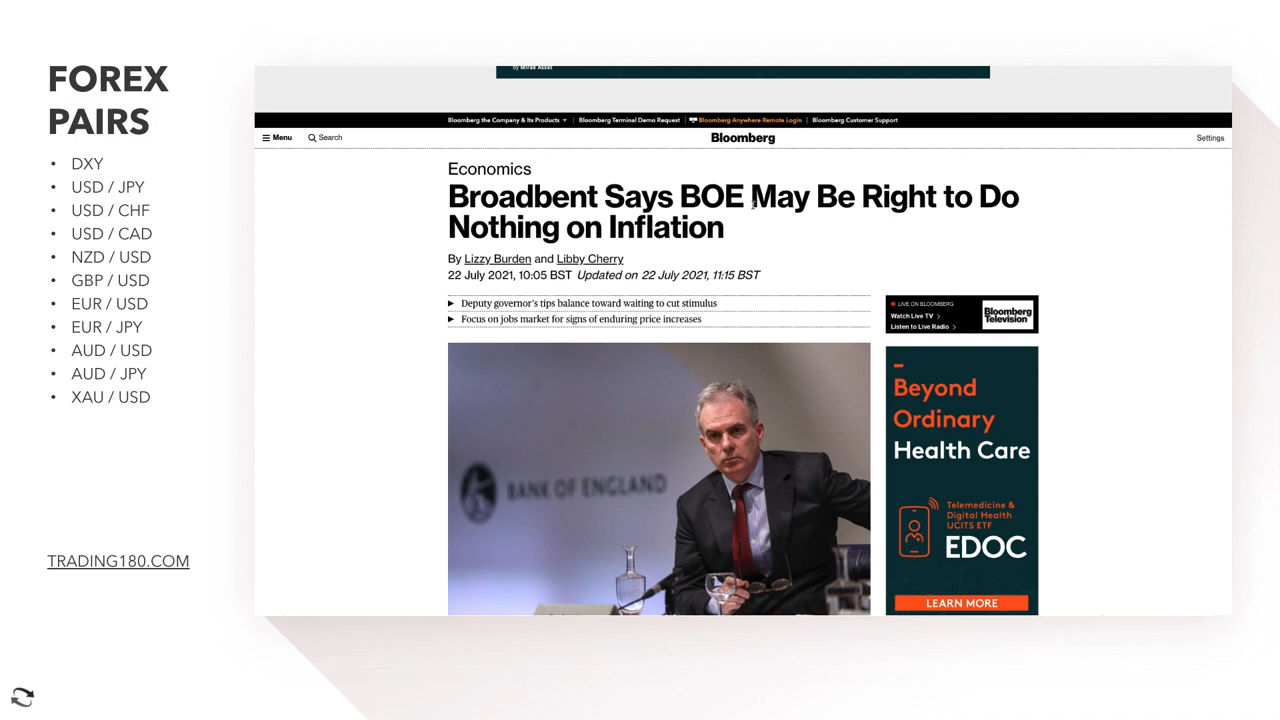 FOREX
PAIRS
• DXY
• USD / JPY
• USD / CHF
• USD / CAD
• NZD / USD
• GBP / USD
• EUR / USD
• EUR / JPY
• AUD / USD
• AUD / JPY
• XAU / USD
TRADING180.COM
by Mirae Asset
Bloomberg the Company & Its Products | Bloomberg Terminal Demo Request | Bloomberg Anywhere Remote Login | Bloomberg Customer Support
Menu Search Bloomberg Settings
Economics
Broadbent Says BOE May Be Right to Do
Nothing on Inflation
By Lizzy Burden and Libby Cherry
22 July 2021, 10:05 BST Updated on 22 July 2021, 11:15 BST
Deputy governor's tips balance toward waiting to cut stimulus
Focus on jobs market for signs of enduring price increases
BANK OF ENGLAND
LIVE ON BLOOMBERG
Watch Live TV >
Listen to Live Radio >
Bloomberg
Television
Beyond
Ordinary
Health Care
Telemedicine &
Digital Health
UCITS ETF
EDOC
LEARN MORE